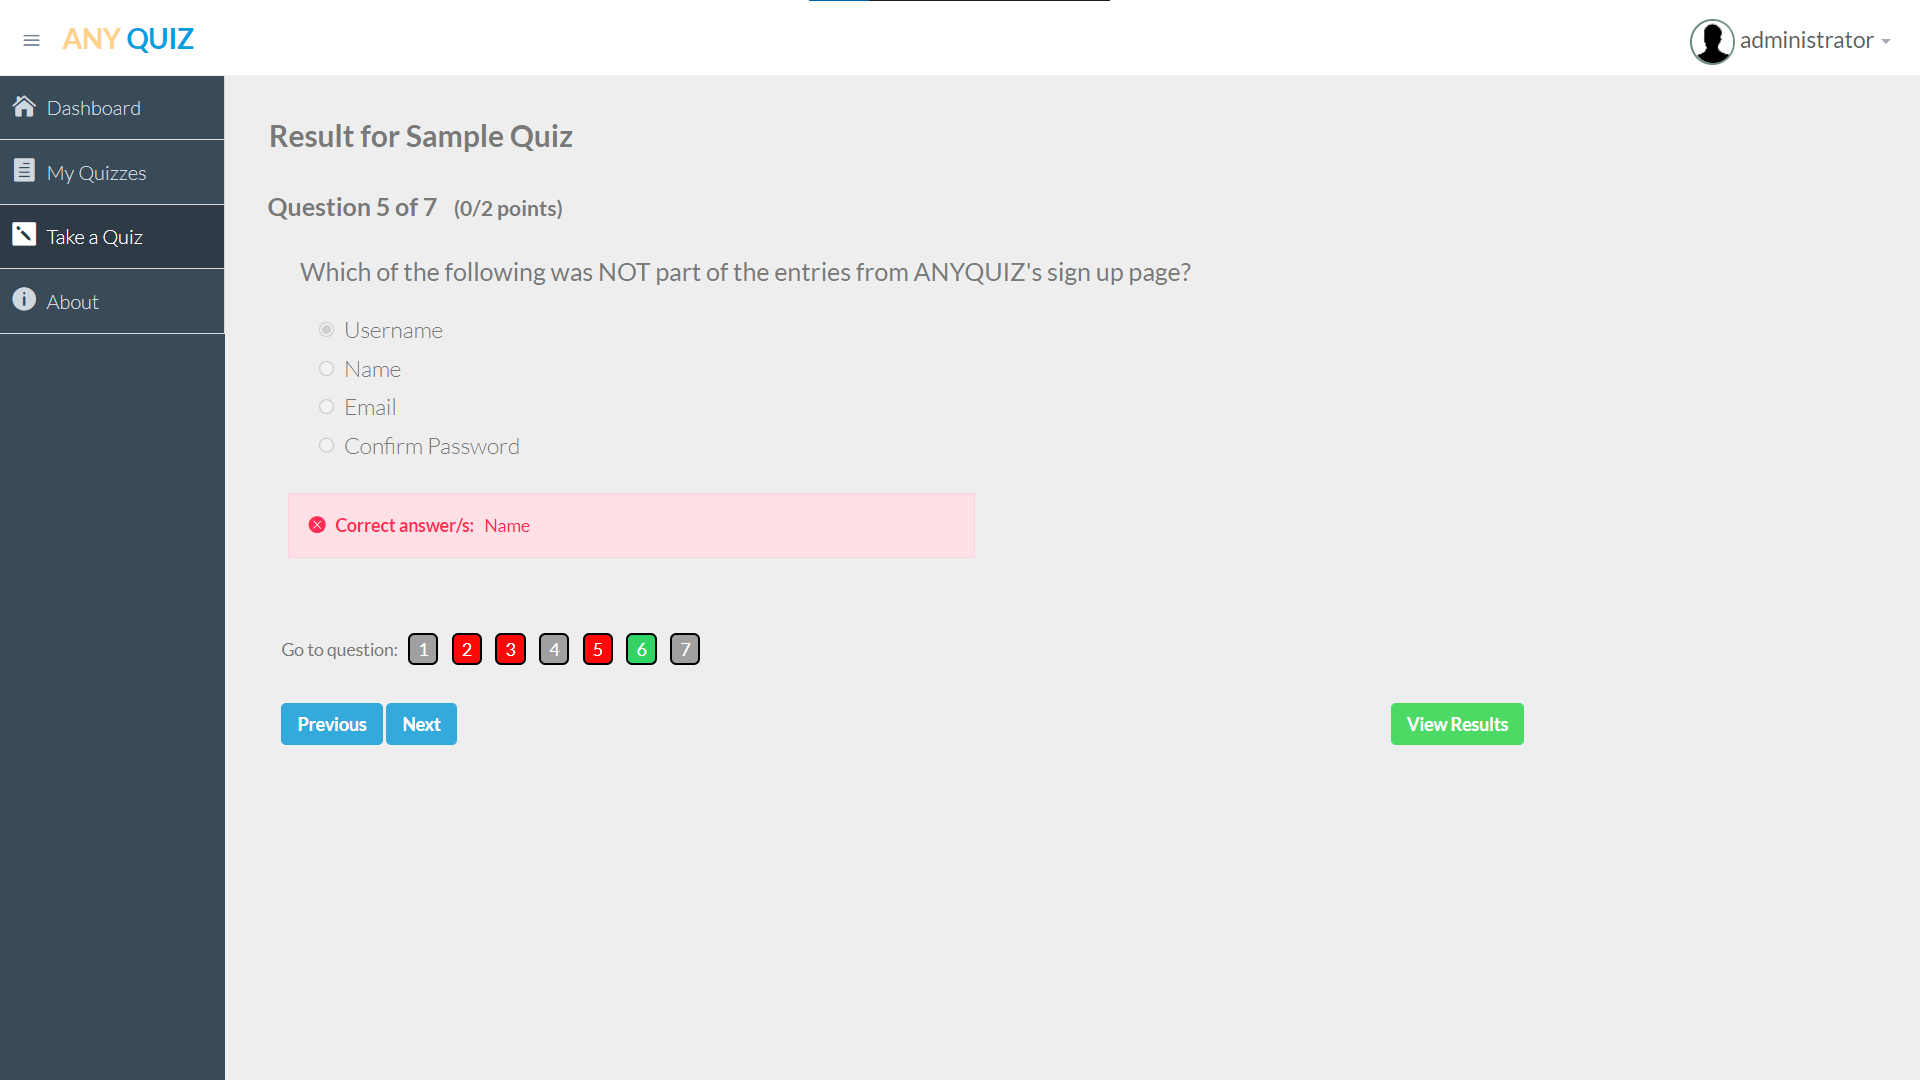 ANY QUIZ
administrator
Dashboard
My Quizzes
Take a Quiz
About
Result for Sample Quiz
Question 5 of 7 (0/2 points)
Which of the following was NOT part of the entries from ANYQUIZ's sign up page?
Username
Name
Email
Confirm Password
Correct answer/s: Name
Go to question: 1 2 3 4 5 6 7
Previous Next View Results